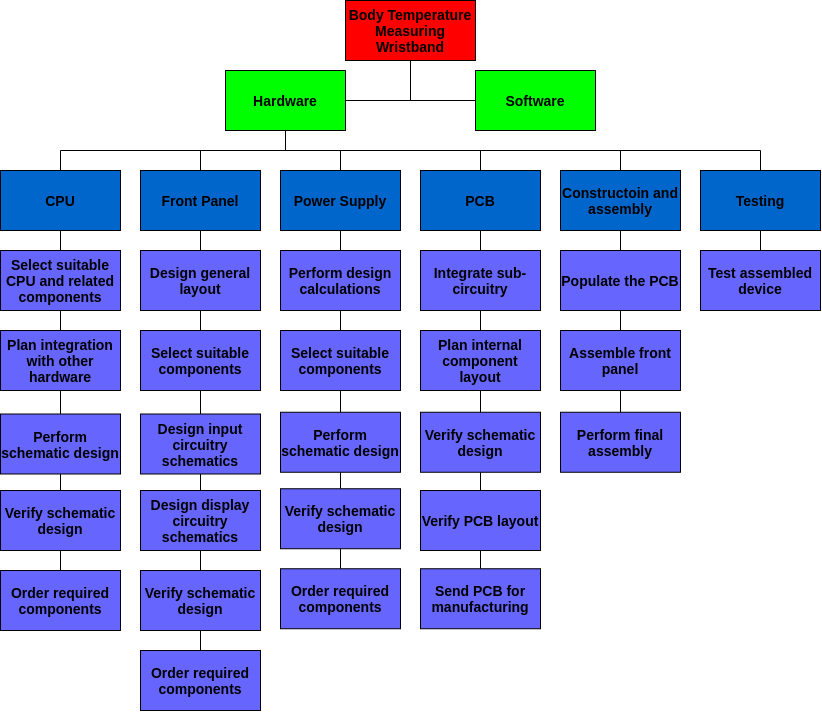 Body Temperature
Measuring
Wristband
Hardware
Software
CPU
Front Panel
Power Supply
PCB
Constructoin and
assembly
Testing
Select suitable
CPU and related
components
Design general
layout
Perform design
calculations
Integrate sub-
circuitry
Populate the PCB
Test assembled
device
Plan integration
with other
hardware
Select suitable
components
Select suitable
components
Plan internal
component
layout
Assemble front
panel
Perform
schematic design
Design input
circuitry
schematics
Perform
schematic design
Verify schematic
design
Perform final
assembly
Verify schematic
design
Design display
circuitry
schematics
Verify schematic
design
Verify PCB layout
Order required
components
Verify schematic
design
Order required
components
Send PCB for
manufacturing
Order required
components